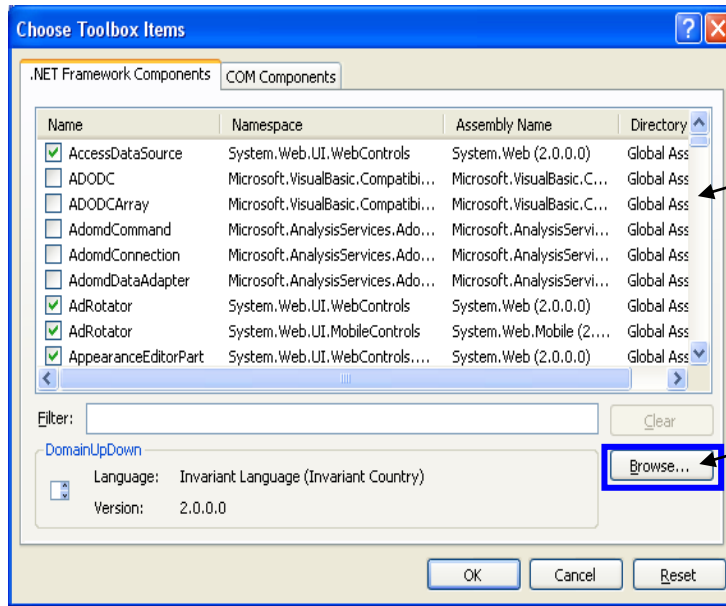 Choose Toolbox Items
.NET Framework Components COM Components
Name Namespace Assembly Name Directory
AccessDataSource System.Web.UI.WebControls System.Web (2.0.0.0) Global Ass
ADODC Microsoft.VisualBasic.Compatibi... Microsoft.VisualBasic.C... Global Ass
ADODCArray Microsoft.VisualBasic.Compatibi... Microsoft.VisualBasic.C... Global Ass
AdomdCommand Microsoft.AnalysisServices.Ado... Microsoft.AnalysisServi... Global Ass
AdomdConnection Microsoft.AnalysisServices.Ado... Microsoft.AnalysisServi... Global Ass
AdomdDataAdapter Microsoft.AnalysisServices.Ado... Microsoft.AnalysisServi... Global Ass
AdRotator System.Web.UI.WebControls System.Web (2.0.0.0) Global Ass
AdRotator System.Web.UI.MobileControls System.Web.Mobile (2.... Global Ass
AppearanceEditorPart System.Web.UI.WebControls.... System.Web (2.0.0.0) Global Ass
Filter: Clear
DomainUpDown
Browse...
Language: Invariant Language (Invariant Country)
Version: 2.0.0.0
OK Cancel Reset